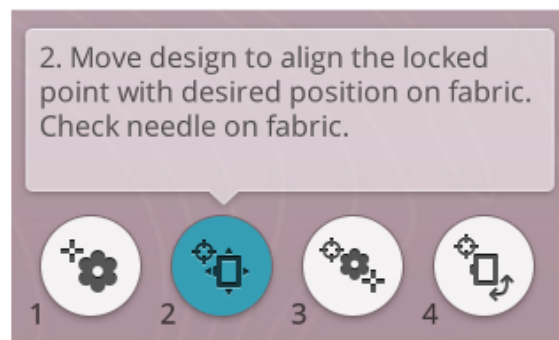 2. Move design to align the locked
point with desired position on fabric.
Check needle on fabric.
1 2 3 4